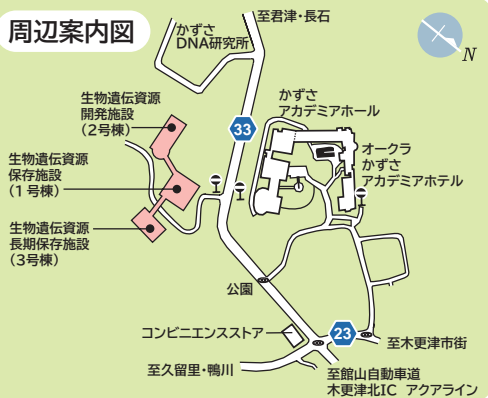 周辺案内図
至君津・長石
かずさ
DNA研究所
N
生物遺伝資源
開発施設
(2号棟)
33
かずさ
アカデミアホール
オークラ
かずさ
アカデミアホテル
生物遺伝資源
保存施設
(1号棟)
生物遺伝資源
長期保存施設
(3号棟)
公園
コンビニエンスストア
23
至木更津市街
至久留里・鴨川
至館山自動車道
木更津北IC アクアライン